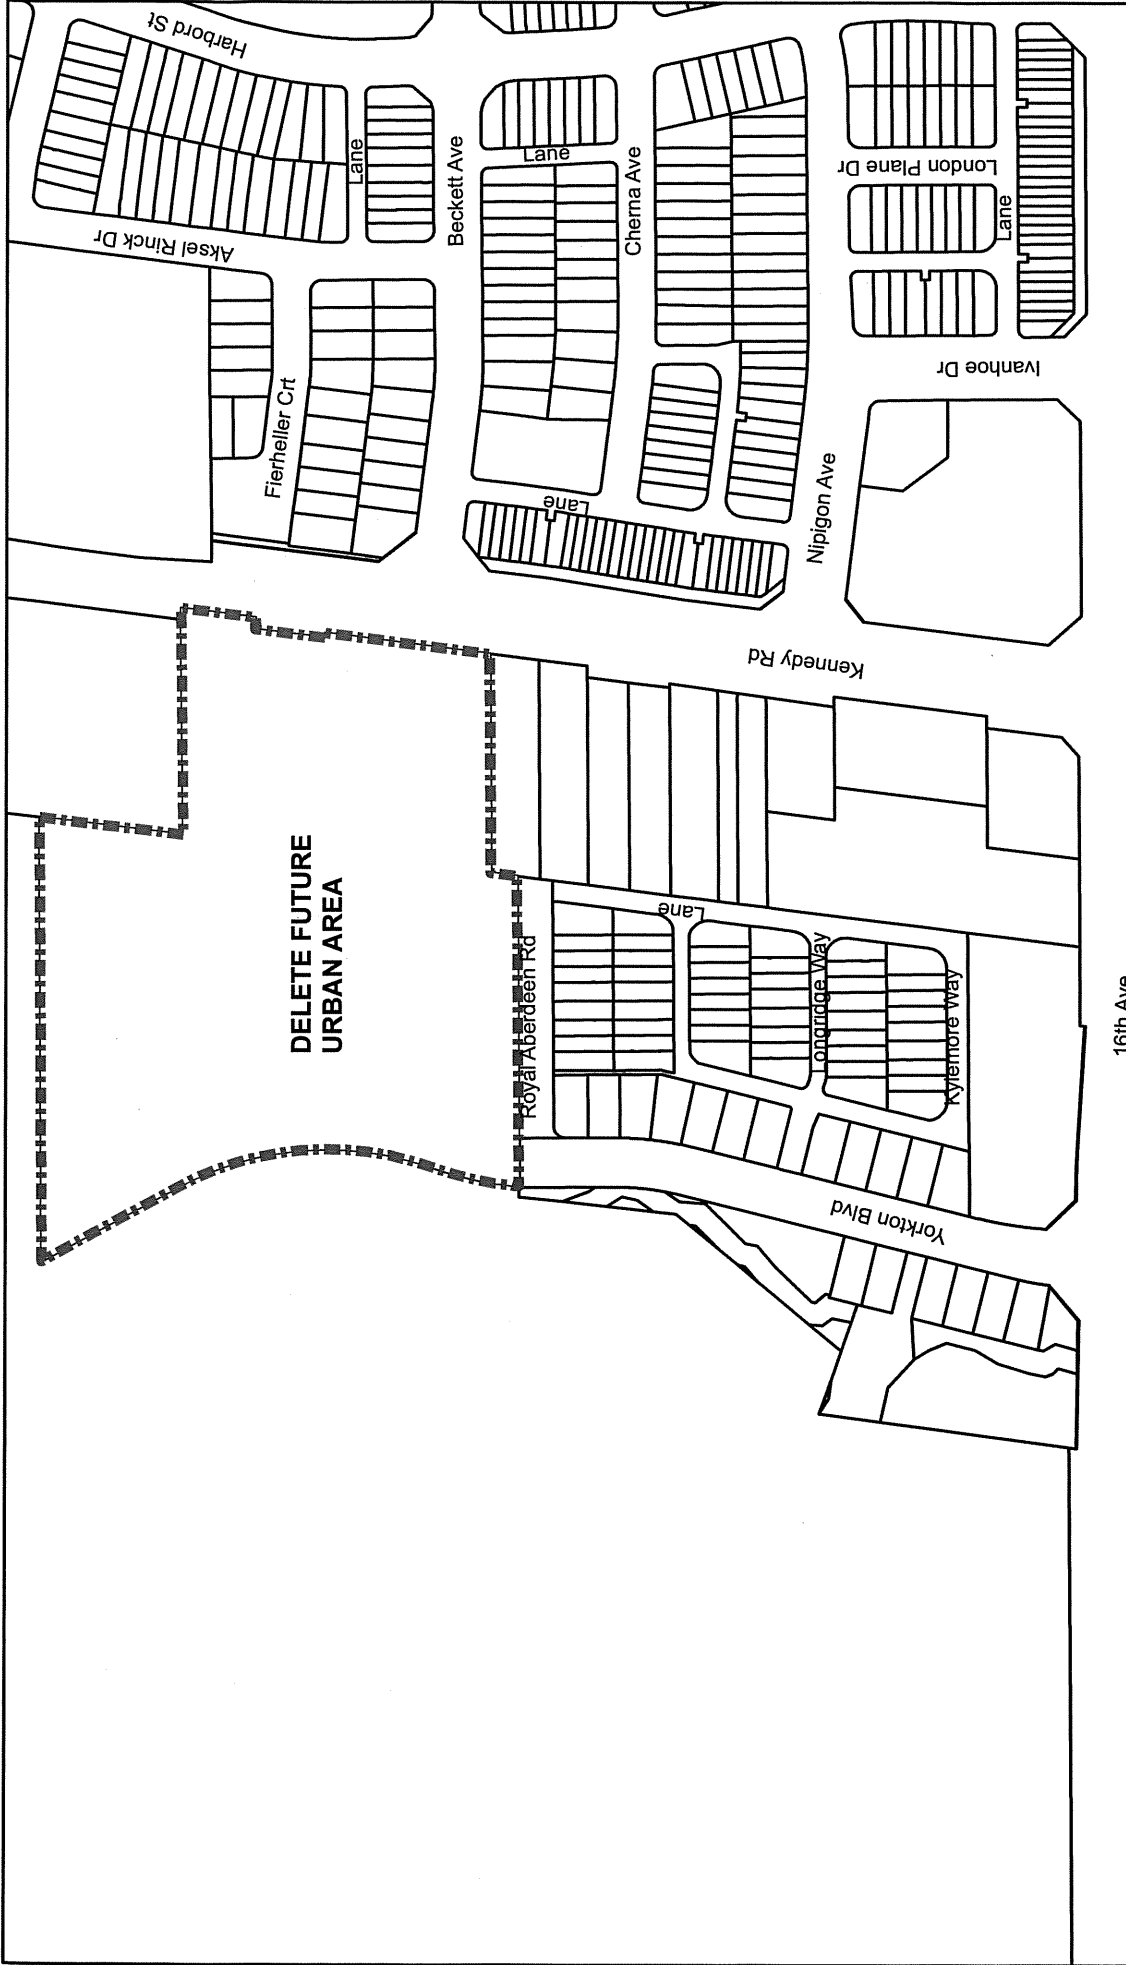 Harbord St
Aksel Rinck Dr
Lane
Beckett Ave
Lane
Cherna Ave
London Plane Dr
Lane
Ivanhoe Dr
Fierheller Crt
Lane
Nipigon Ave
Kennedy Rd
DELETE FUTURE
URBAN AREA
Lane
Royal Aberdeen Rd
Longridge Way
Kylemore Way
Yorkton Blvd
16th Ave